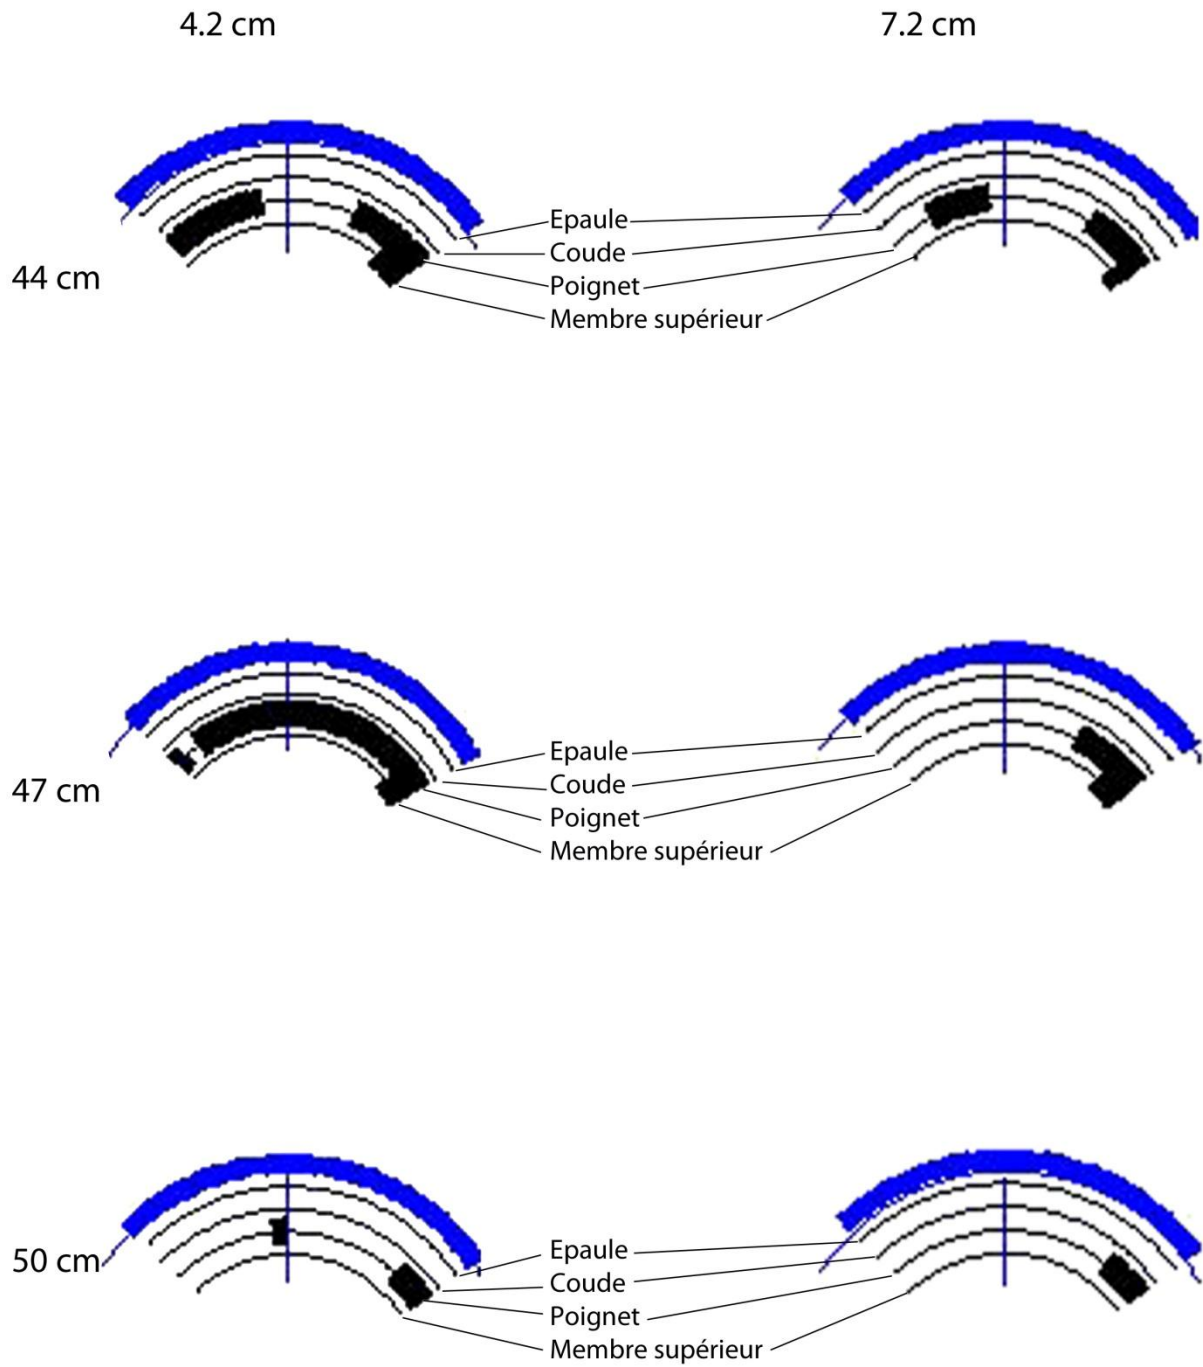 4.2 cm 7.2 cm
Epaule
Coude
44 cm
Poignet
Membre supérieur
Epaule
Coude
47 cm
Poignet
Membre supérieur
Epaule
50 cm
Coude
Poignet
Membre supérieur